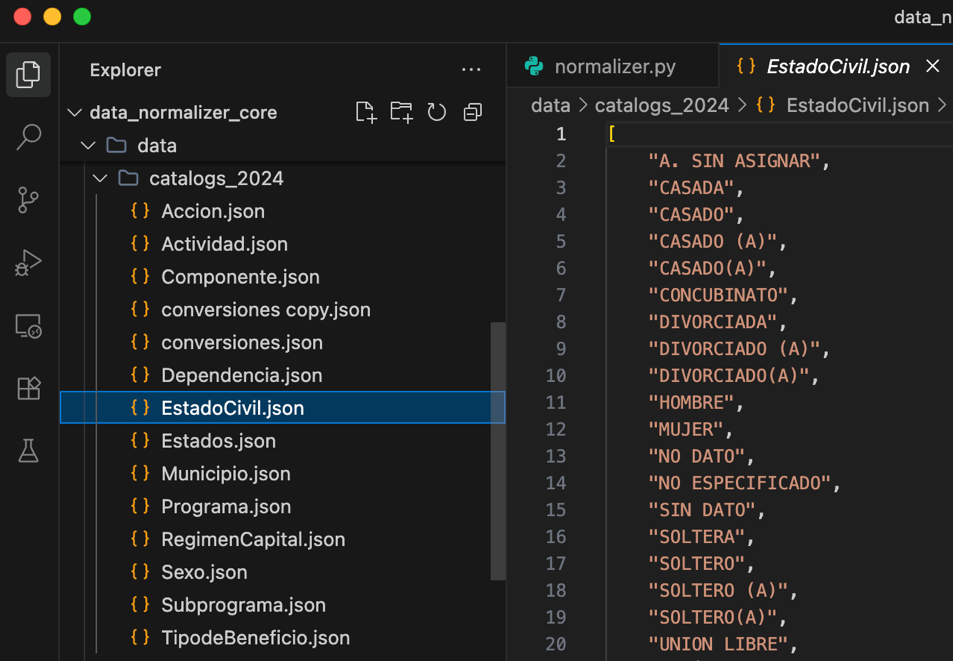 data_n
Explorer
data_normalizer_core
data
catalogs_2024
{} Accion.json
{} Actividad.json
{} Componente.json
{} conversiones copy.json
{} conversiones.json
{} Dependencia.json
{} EstadoCivil.json
{} Estados.json
{} Municipio.json
{} Programa.json
{} RegimenCapital.json
{} Sexo.json
{} Subprograma.json
{} TipodeBeneficio.json
normalizer.py
{} EstadoCivil.json
data > catalogs_2024 > {} EstadoCivil.json >
1 [
2 "A. SIN ASIGNAR",
3 "CASADA",
4 "CASADO",
5 "CASADO (A)",
6 "CASADO(A)",
7 "CONCUBINATO",
8 "DIVORCIADA",
9 "DIVORCIADO (A)",
10 "DIVORCIADO(A)",
11 "HOMBRE",
12 "MUJER",
13 "NO DATO",
14 "NO ESPECIFICADO",
15 "SIN DATO",
16 "SOLTERA",
17 "SOLTERO",
18 "SOLTERO (A)",
19 "SOLTERO(A)",
20 "UNION LIBRE",